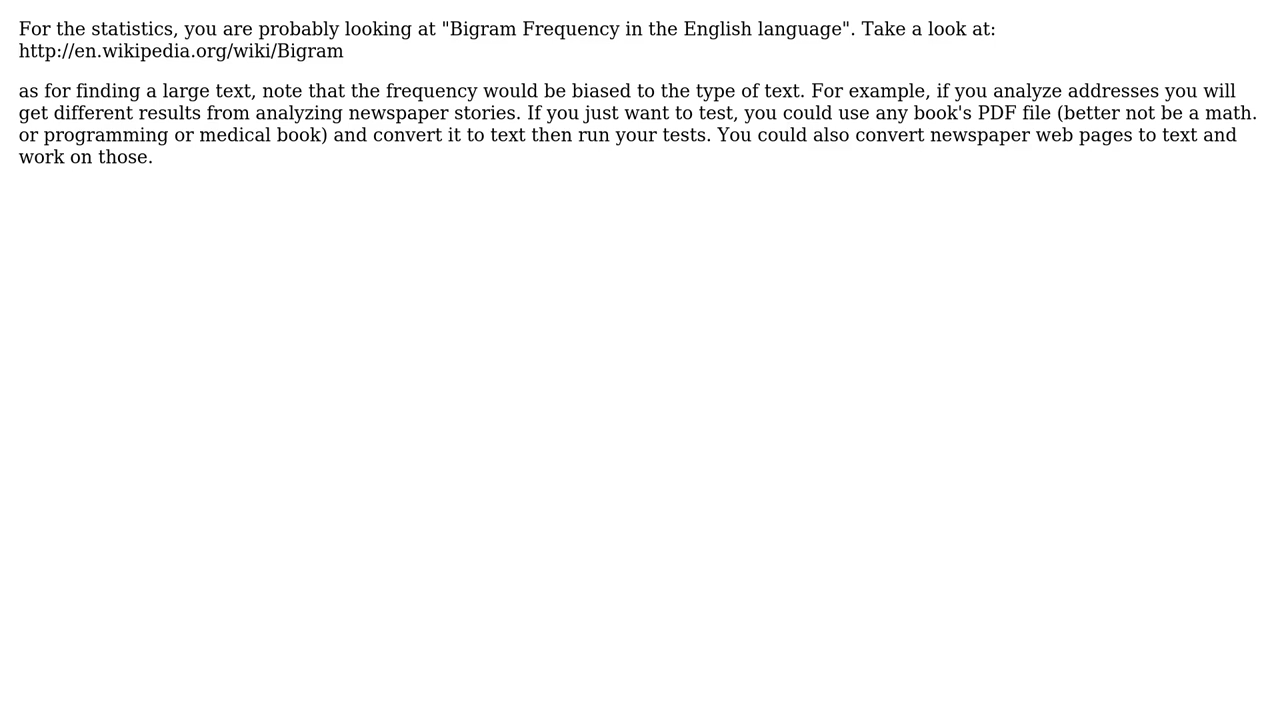 For the statistics, you are probably looking at "Bigram Frequency in the English language". Take a look at:
http://en.wikipedia.org/wiki/Bigram
as for finding a large text, note that the frequency would be biased to the type of text. For example, if you analyze addresses you will
get different results from analyzing newspaper stories. If you just want to test, you could use any book's PDF file (better not be a math.
or programming or medical book) and convert it to text then run your tests. You could also convert newspaper web pages to text and
work on those.